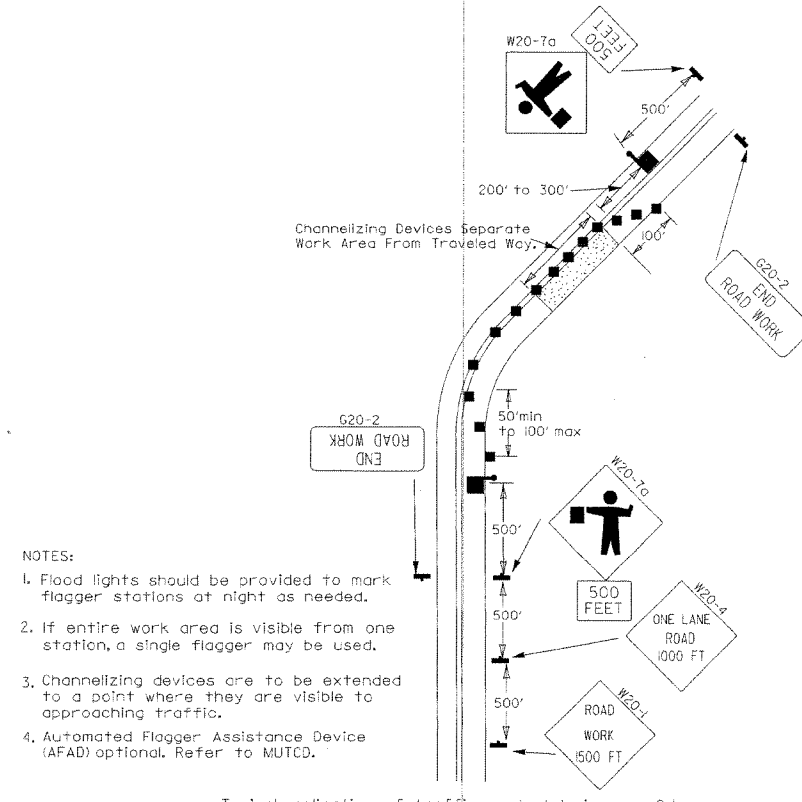 W20-7a
500
FEET
500'
200' to 300'
Channelizing Devices Separate
Work Area From Traveled Way.
100'
G20-2
END
ROAD WORK
G20-2
END
ROAD WORK
50'min
to 100' max
W20-7a
500'
500
FEET
500'
W20-4
ONE LANE
ROAD
1000 FT
500'
W20-1
ROAD
WORK
1500 FT
NOTES:
1. Flood lights should be provided to mark
flagger stations at night as needed.
2. If entire work area is visible from one
station, a single flagger may be used.
3. Channelizing devices are to be extended
to a point where they are visible to
approaching traffic.
4. Automated Flagger Assistance Device
(AFAD) optional. Refer to MUTCD.